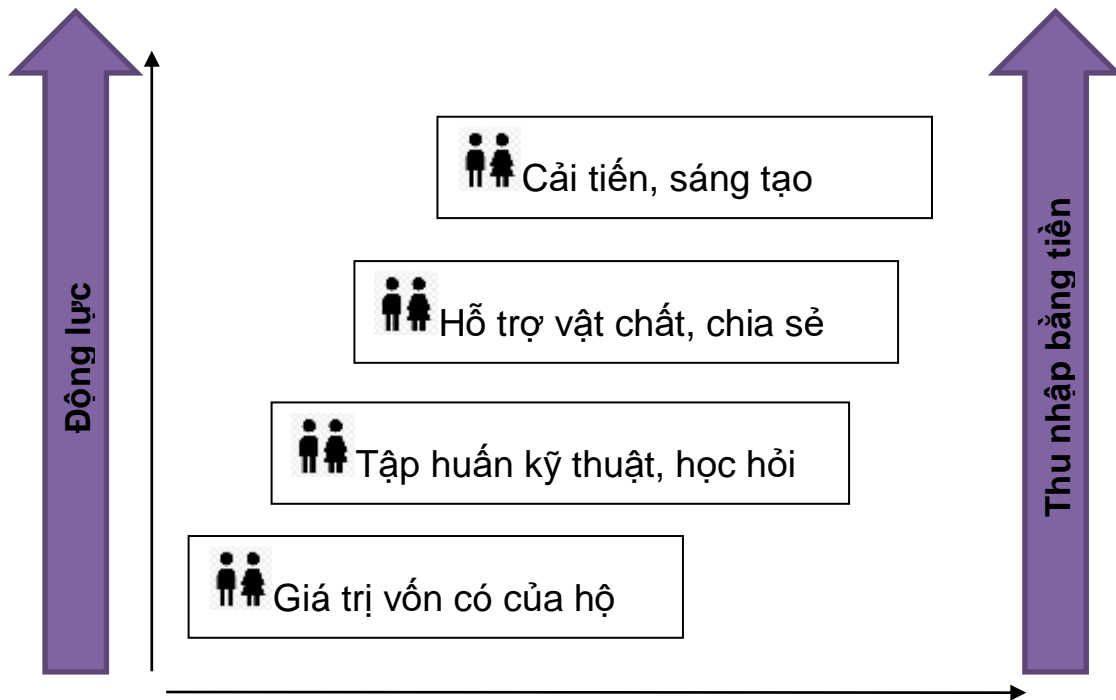 Động lực
Cải tiến, sáng tạo
Hỗ trợ vật chất, chia sẻ
Tập huấn kỹ thuật, học hỏi
Giá trị vốn có của hộ
Thu nhập bằng tiền